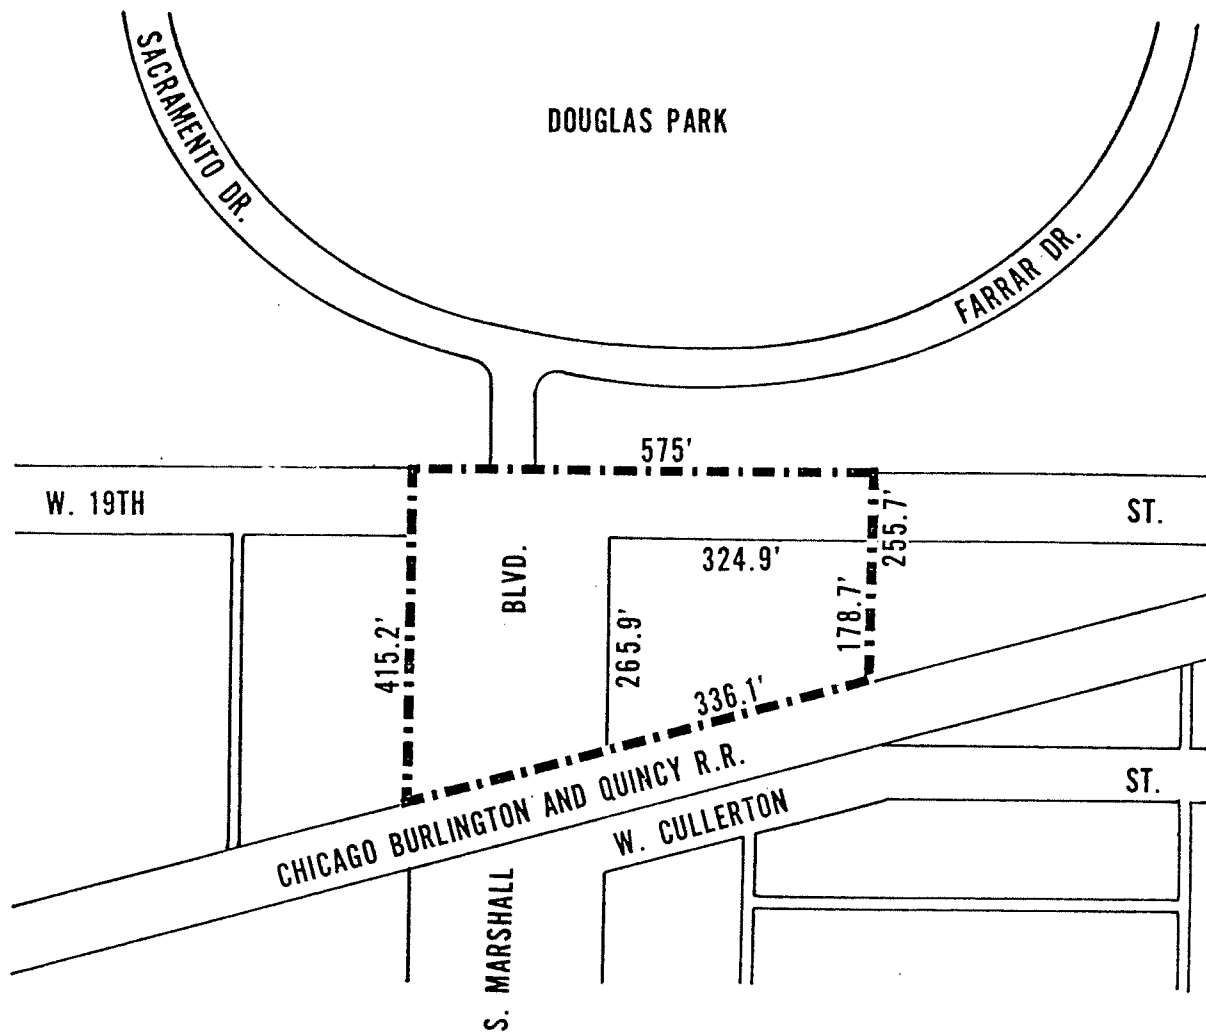 DOUGLAS PARK
SACRAMENTO DR.
FARRAR DR.
575'
W. 19TH
ST.
255.7'
324.9'
BLVD.
178.7'
415.2'
265.9'
336.1'
CHICAGO BURLINGTON AND QUINCY R.R.
ST.
W. CULLERTON
S. MARSHALL